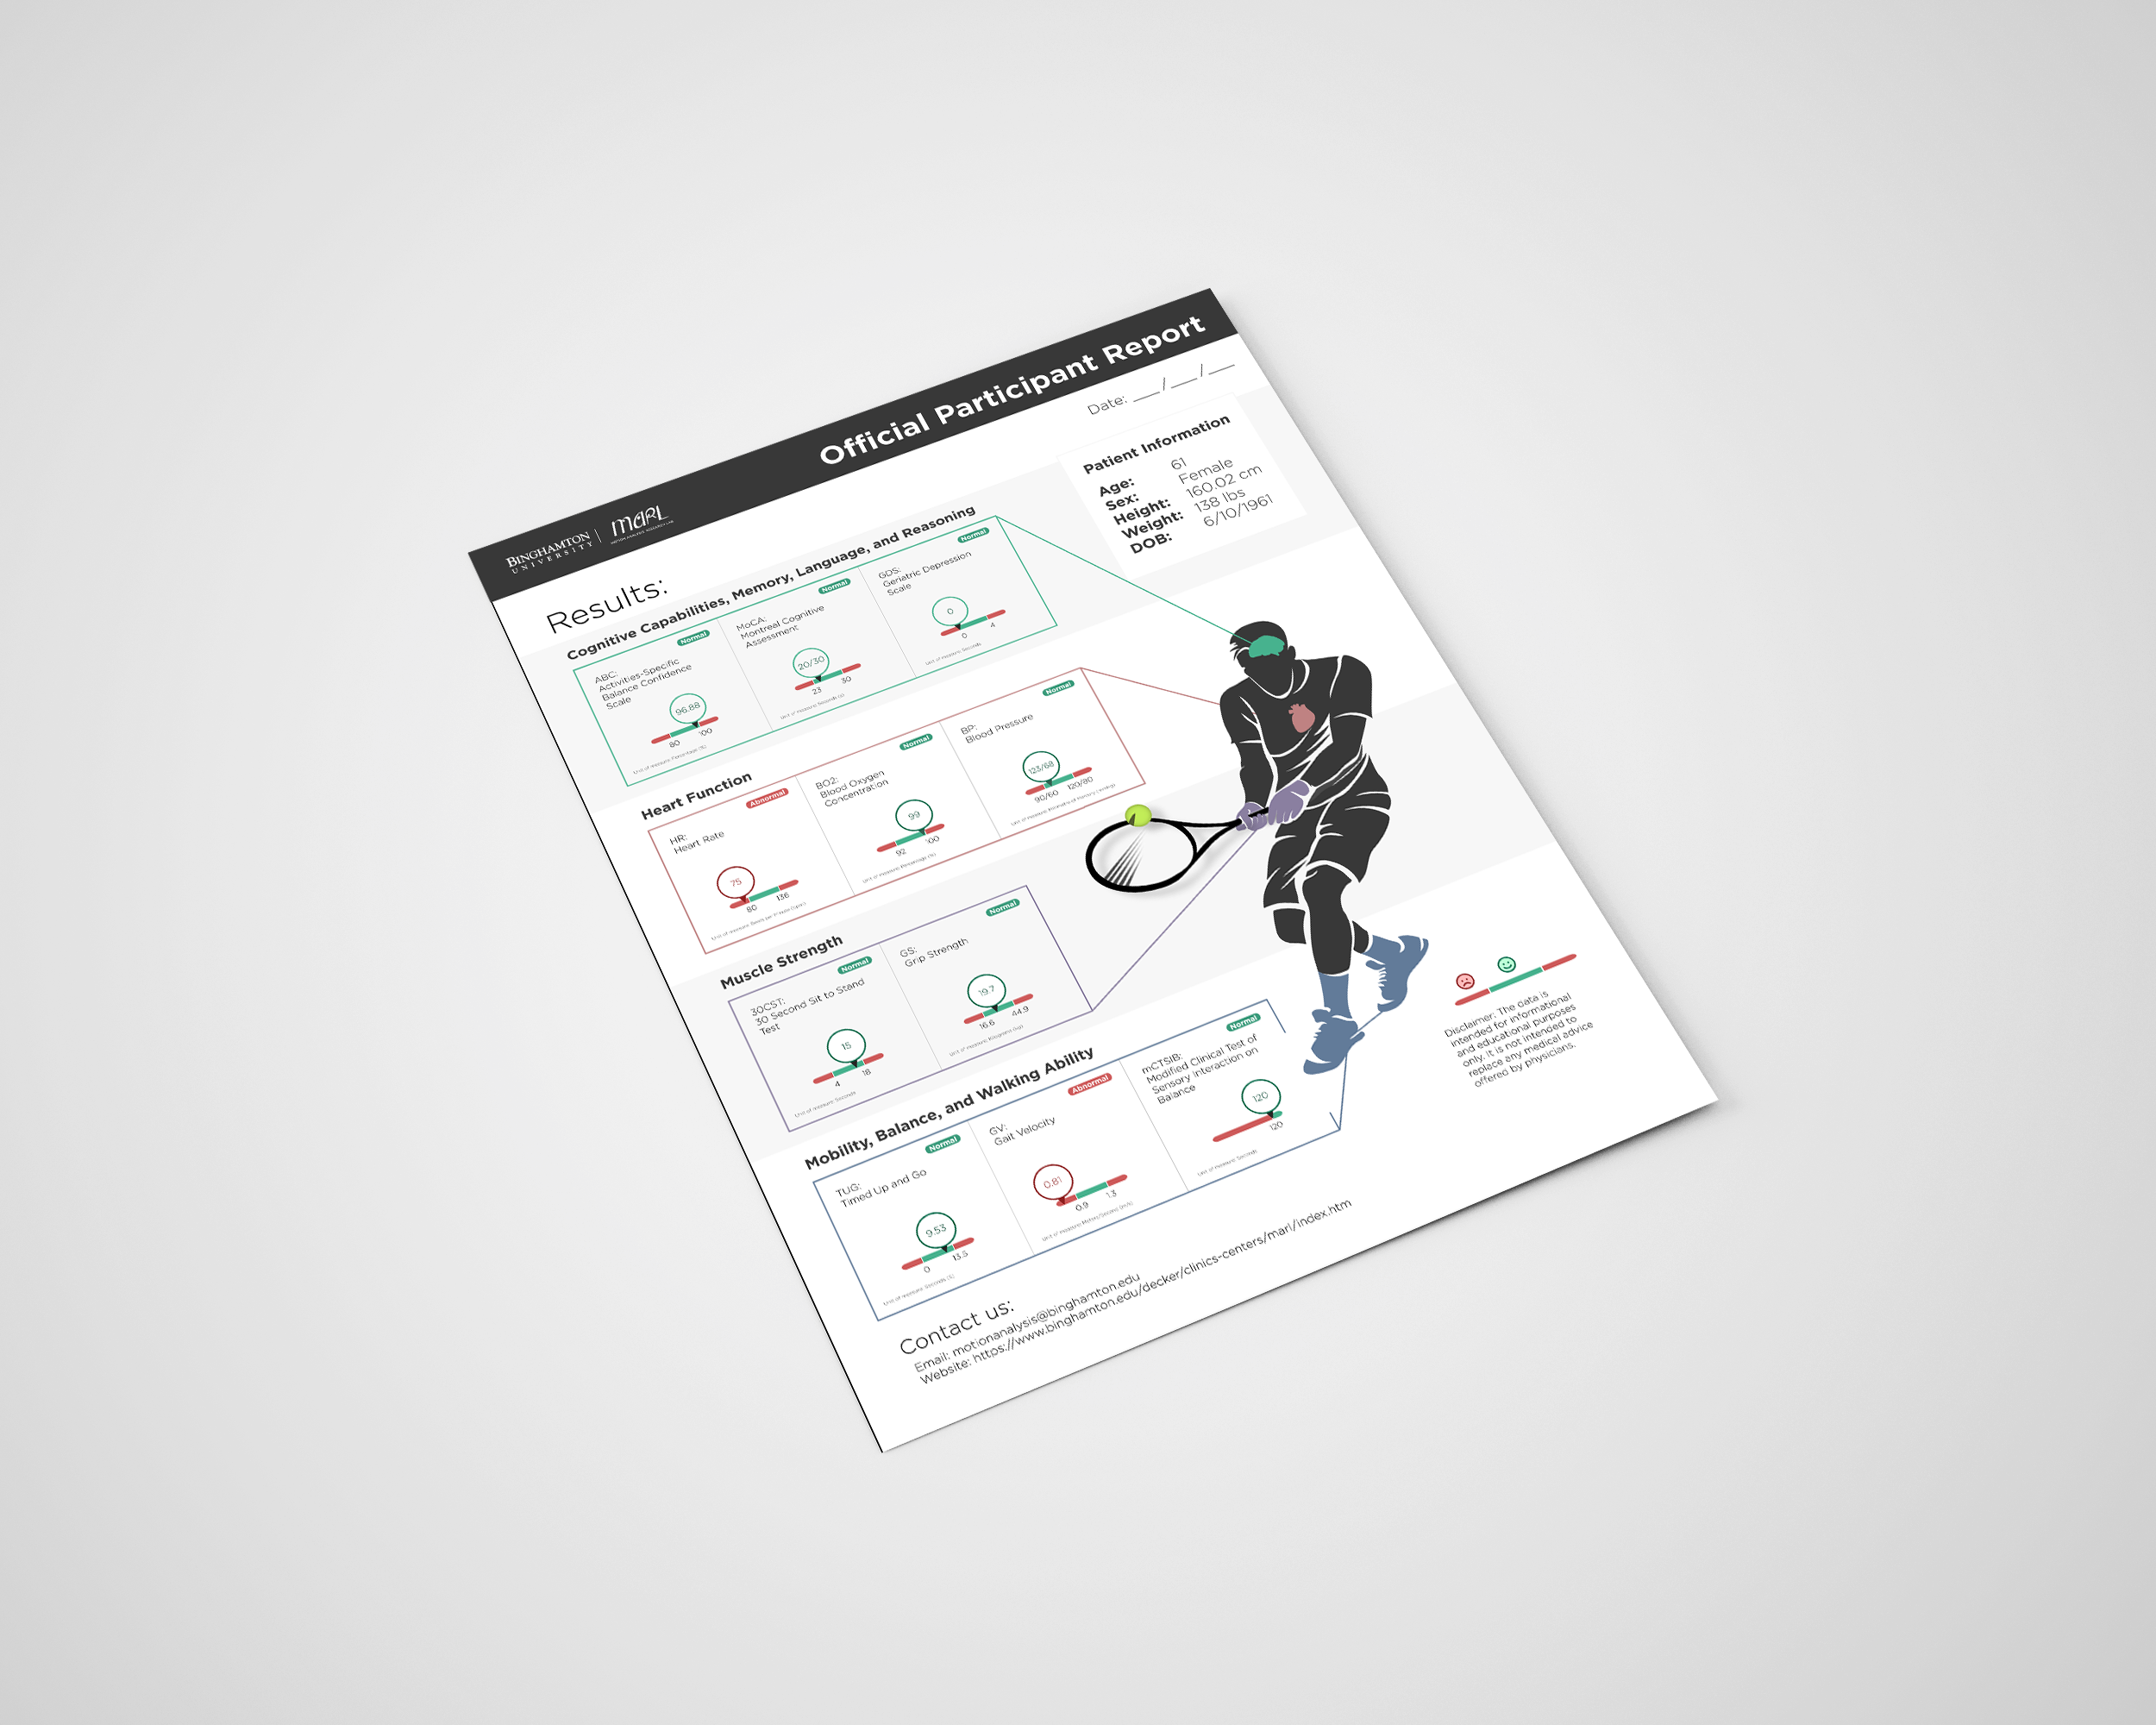 Official Participant Report
BINGHAMTON
UNIVERSITY
MARL
MOTION ANALYSIS RESEARCH LAB
Date: ___/___/___
Patient Information
Age: 61
Sex: Female
Height: 160.02 cm
Weight: 138 lbs
DOB: 6/10/1961
Results:
Cognitive Capabilities, Memory, Language, and Reasoning
Normal
ABC:
Activities-Specific
Balance Confidence
Scale
96.88
80 100
Unit of measure: Percentage (%)
Normal
MoCA:
Montreal Cognitive
Assessment
20/30
23 30
Unit of measure: Seconds (s)
Normal
GDS:
Geriatric Depression
Scale
0
0 4
Unit of measure: Seconds
Heart Function
Abnormal
HR:
Heart Rate
75
80 136
Unit of measure: Beats per Minute (bpm)
Normal
BO2:
Blood Oxygen
Concentration
99
92 100
Unit of measure: Percentage (%)
Normal
BP:
Blood Pressure
123/68
90/60 120/80
Unit of measure: Millimetre of mercury (mmHg)
Muscle Strength
Normal
30CST:
30 Second Sit to Stand
Test
15
4 18
Unit of measure: Seconds
Normal
GS:
Grip Strength
19.7
16.6 44.9
Unit of measure: Kilograms (kg)
Mobility, Balance, and Walking Ability
Normal
TUG:
Timed Up and Go
9.53
0 13.5
Unit of measure: Seconds (s)
Abnormal
GV:
Gait Velocity
0.81
0.9 1.3
Unit of measure: Meters/Second (m/s)
Normal
mCTSIB:
Modified Clinical Test of
Sensory Interaction on
Balance
120
120
Unit of measure: Seconds
Disclaimer: The data is
intended for informational
and educational purposes
only. It is not intended to
replace any medical advice
offered by physicians.
Contact us:
Email: motionanalysis@binghamton.edu
Website: https://www.binghamton.edu/decker/clinics-centers/marl/index.htm